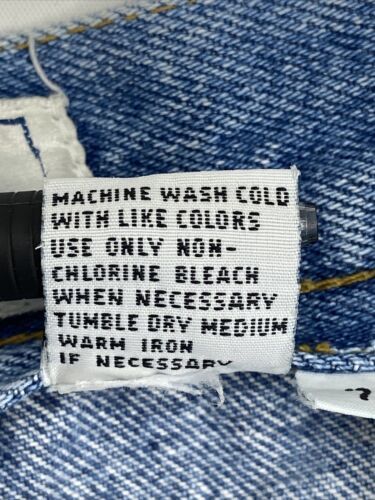 MACHINE WASH COLD
WITH LIKE COLORS
USE ONLY NON-
CHLORINE BLEACH
WHEN NECESSARY
TUMBLE DRY MEDIUM
WARM IRON
IF NECESSARY